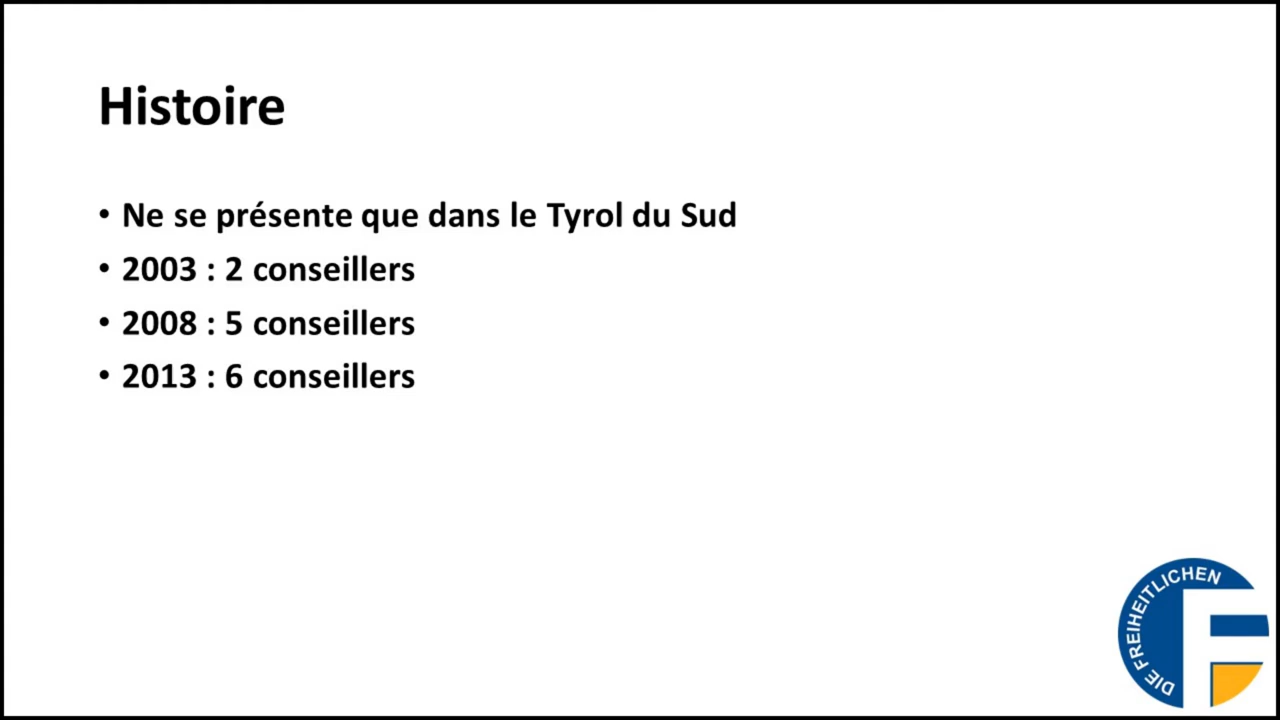 Histoire
• Ne se présente que dans le Tyrol du Sud
• 2003 : 2 conseillers
• 2008 : 5 conseillers
• 2013 : 6 conseillers
DIE FREIHEITLICHEN
F